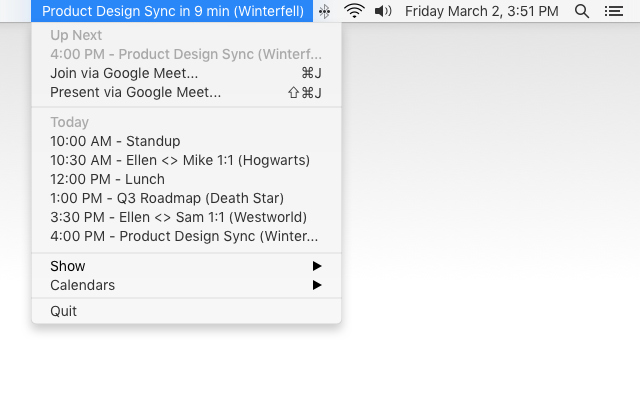 Product Design Sync in 9 min (Winterfell) Friday March 2, 3:51 PM
Up Next
4:00 PM - Product Design Sync (Winterf...
Join via Google Meet... ⌘J
Present via Google Meet... ⇧⌘J
Today
10:00 AM - Standup
10:30 AM - Ellen <> Mike 1:1 (Hogwarts)
12:00 PM - Lunch
1:00 PM - Q3 Roadmap (Death Star)
3:30 PM - Ellen <> Sam 1:1 (Westworld)
4:00 PM - Product Design Sync (Winter...
Show
Calendars
Quit